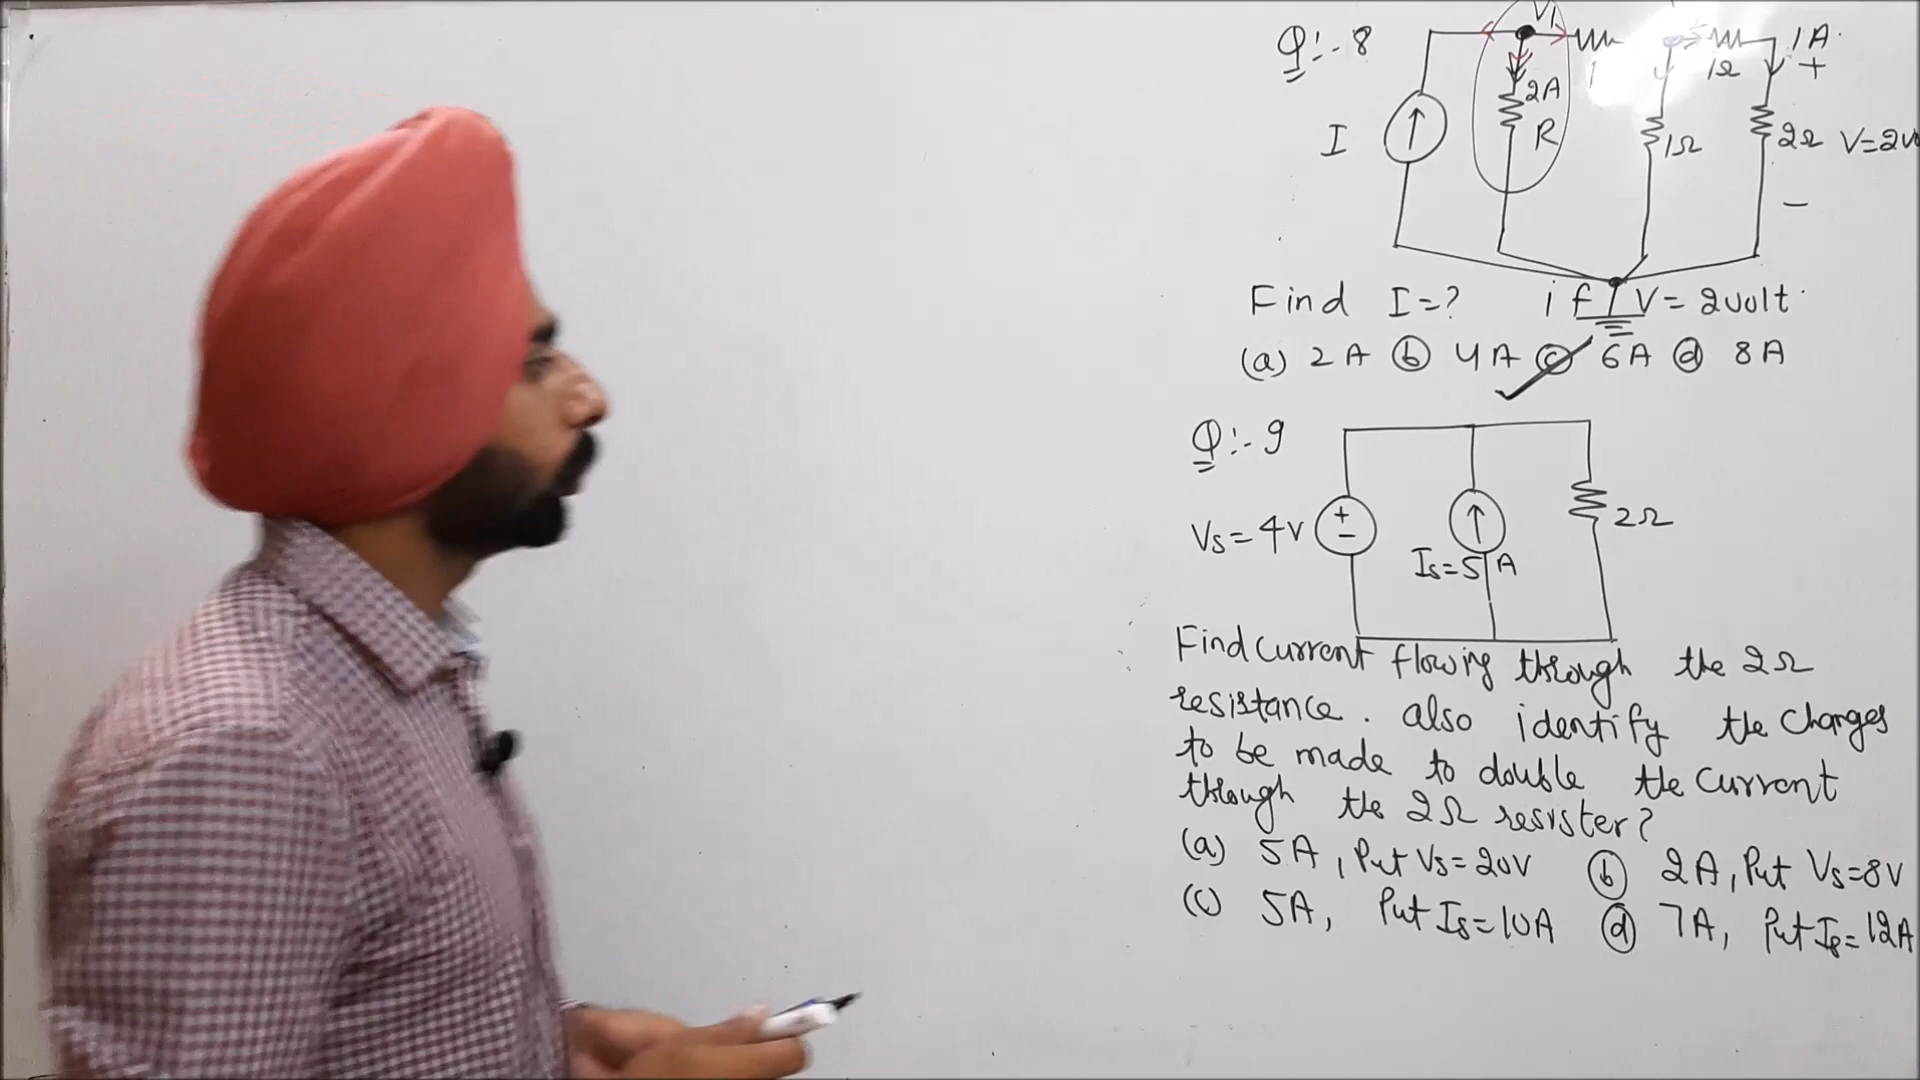 Q:- 8
V1
1A
+
1Ω
2A
I
R
1Ω
2Ω
V=2v
-
Find I=? if V= 2volt
(a) 2A (b) 4A (c) 6A (d) 8A
Q:- 9
+
-
2Ω
Vs=4v
Is=5A
Find current flowing through the 2Ω
resistance. also identify the changes
to be made to double the current
through the 2Ω resister?
(a) 5A, Put Vs=20V (b) 2A, Put Vs=8V
(c) 5A, Put Is=10A (d) 7A, Put Is=12A